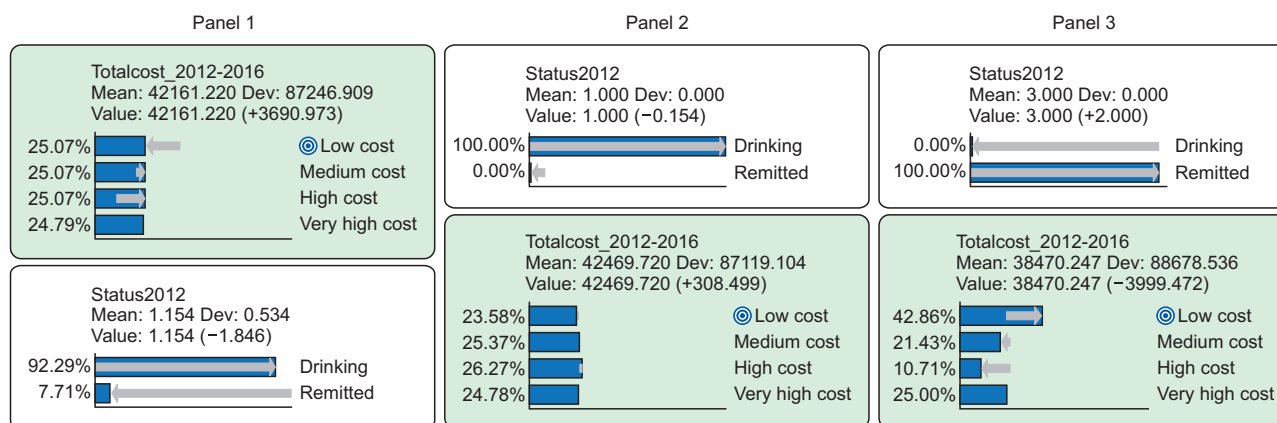 Panel 1
Totalcost_2012-2016
Mean: 42161.220 Dev: 87246.909
Value: 42161.220 (+3690.973)
25.07% Low cost
25.07% Medium cost
25.07% High cost
24.79% Very high cost
Status2012
Mean: 1.154 Dev: 0.534
Value: 1.154 (−1.846)
92.29% Drinking
7.71% Remitted
Panel 2
Status2012
Mean: 1.000 Dev: 0.000
Value: 1.000 (−0.154)
100.00% Drinking
0.00% Remitted
Totalcost_2012-2016
Mean: 42469.720 Dev: 87119.104
Value: 42469.720 (+308.499)
23.58% Low cost
25.37% Medium cost
26.27% High cost
24.78% Very high cost
Panel 3
Status2012
Mean: 3.000 Dev: 0.000
Value: 3.000 (+2.000)
0.00% Drinking
100.00% Remitted
Totalcost_2012-2016
Mean: 38470.247 Dev: 88678.536
Value: 38470.247 (−3999.472)
42.86% Low cost
21.43% Medium cost
10.71% High cost
25.00% Very high cost